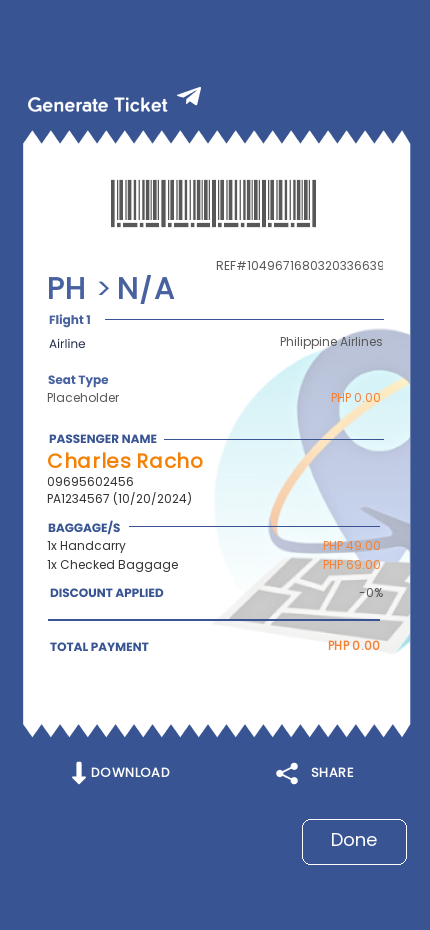 Generate Ticket
REF#1049671680320336639
PH > N/A
Flight 1
Airline Philippine Airlines
Seat Type
Placeholder PHP 0.00
PASSENGER NAME
Charles Racho
09695602456
PA1234567 (10/20/2024)
BAGGAGE/S
1x Handcarry PHP 49.00
1x Checked Baggage PHP 69.00
DISCOUNT APPLIED -0%
TOTAL PAYMENT PHP 0.00
DOWNLOAD SHARE
Done